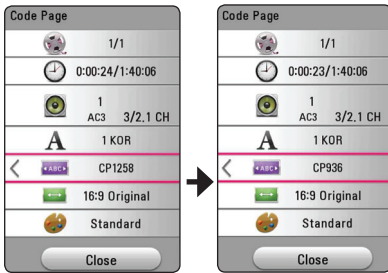 Code Page
1/1
0:00:24/1:40:06
1
AC3 3/2.1 CH
A
1 KOR
ABC
CP1258
16:9 Original
Standard
Close
Code Page
1/1
0:00:23/1:40:06
1
AC3 3/2.1 CH
A
1 KOR
ABC
CP936
16:9 Original
Standard
Close